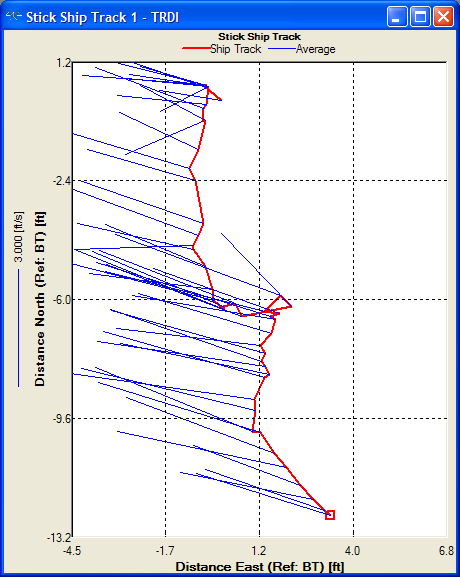 Stick Ship Track 1 - TRDI
Stick Ship Track
Ship Track Average
1.2
-2.4
-6.0
-9.6
-13.2
Distance North (Ref: BT) [ft]
3.000 [ft/s]
-4.5 -1.7 1.2 4.0 6.8
Distance East (Ref: BT) [ft]